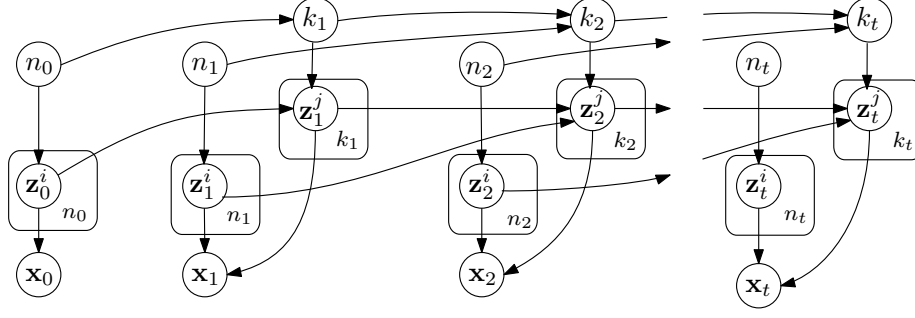 k₁ k₂ kₜ
n₀ n₁ n₂ nₜ
𝐳₁ʲ 𝐳₂ʲ 𝐳ₜʲ
k₁ k₂ kₜ
𝐳₀ⁱ 𝐳₁ⁱ 𝐳₂ⁱ 𝐳ₜⁱ
n₀ n₁ n₂ nₜ
𝐱₀ 𝐱₁ 𝐱₂ 𝐱ₜ